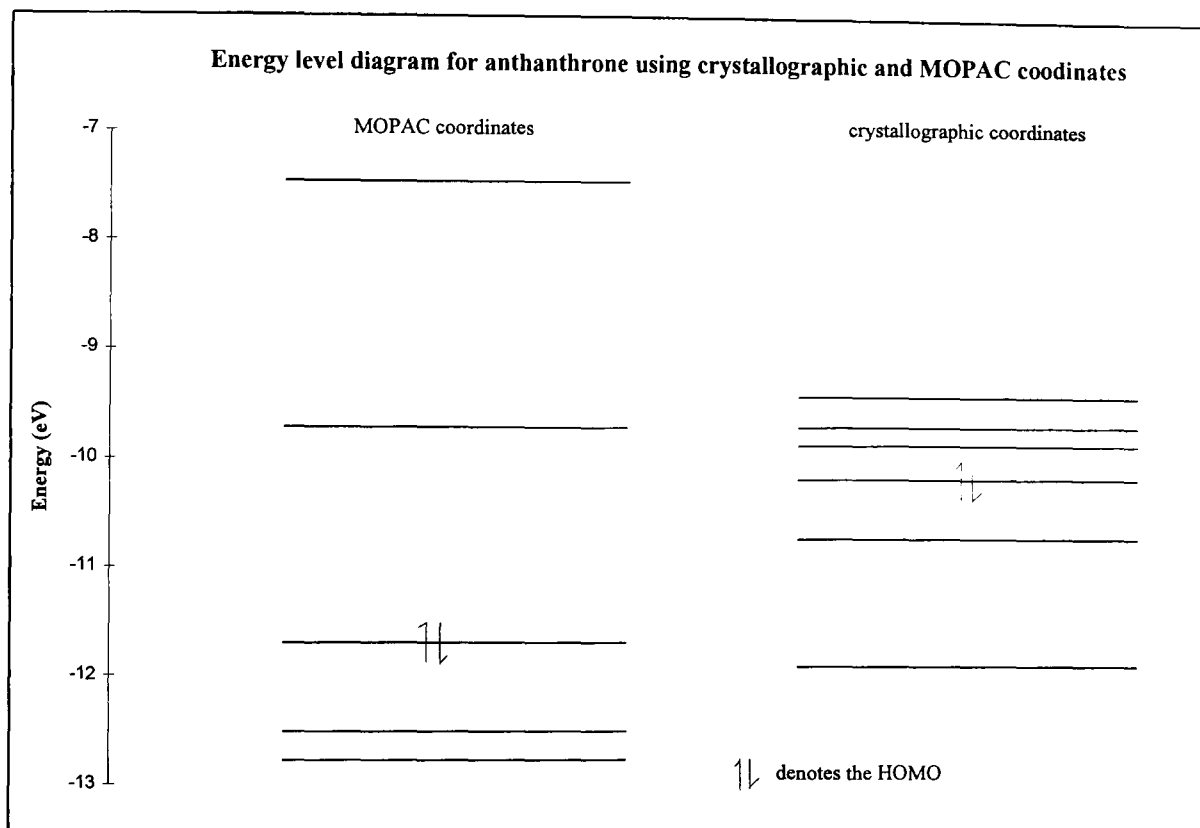 Energy level diagram for anthanthrone using crystallographic and MOPAC coodinates
MOPAC coordinates
crystallographic coordinates
-7
-8
-9
-10
-11
-12
-13
Energy (eV)
denotes the HOMO